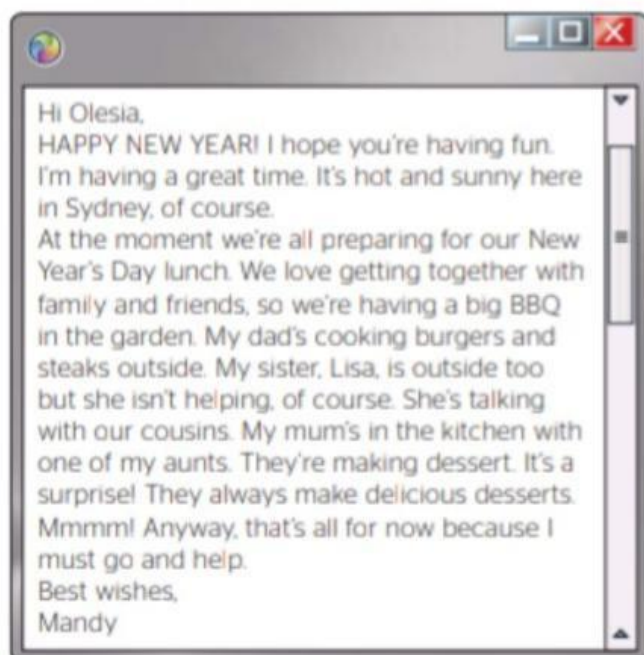 Hi Olesia,
HAPPY NEW YEAR! I hope you're having fun.
I'm having a great time. It's hot and sunny here
in Sydney, of course.
At the moment we're all preparing for our New
Year's Day lunch. We love getting together with
family and friends, so we're having a big BBQ
in the garden. My dad's cooking burgers and
steaks outside. My sister, Lisa, is outside too
but she isn't helping, of course. She's talking
with our cousins. My mum's in the kitchen with
one of my aunts. They're making dessert. It's a
surprise! They always make delicious desserts.
Mmmm! Anyway, that's all for now because I
must go and help.
Best wishes,
Mandy